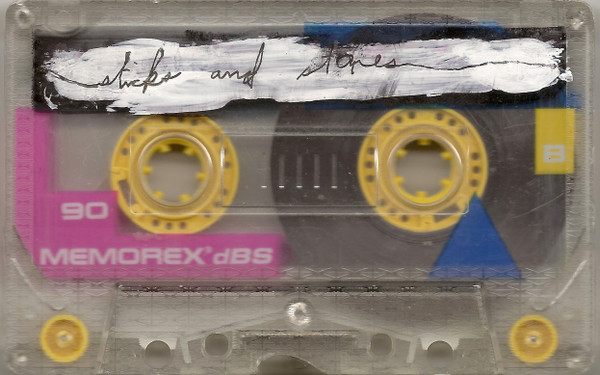 sticks and stones
B
90
MEMOREX® dBS